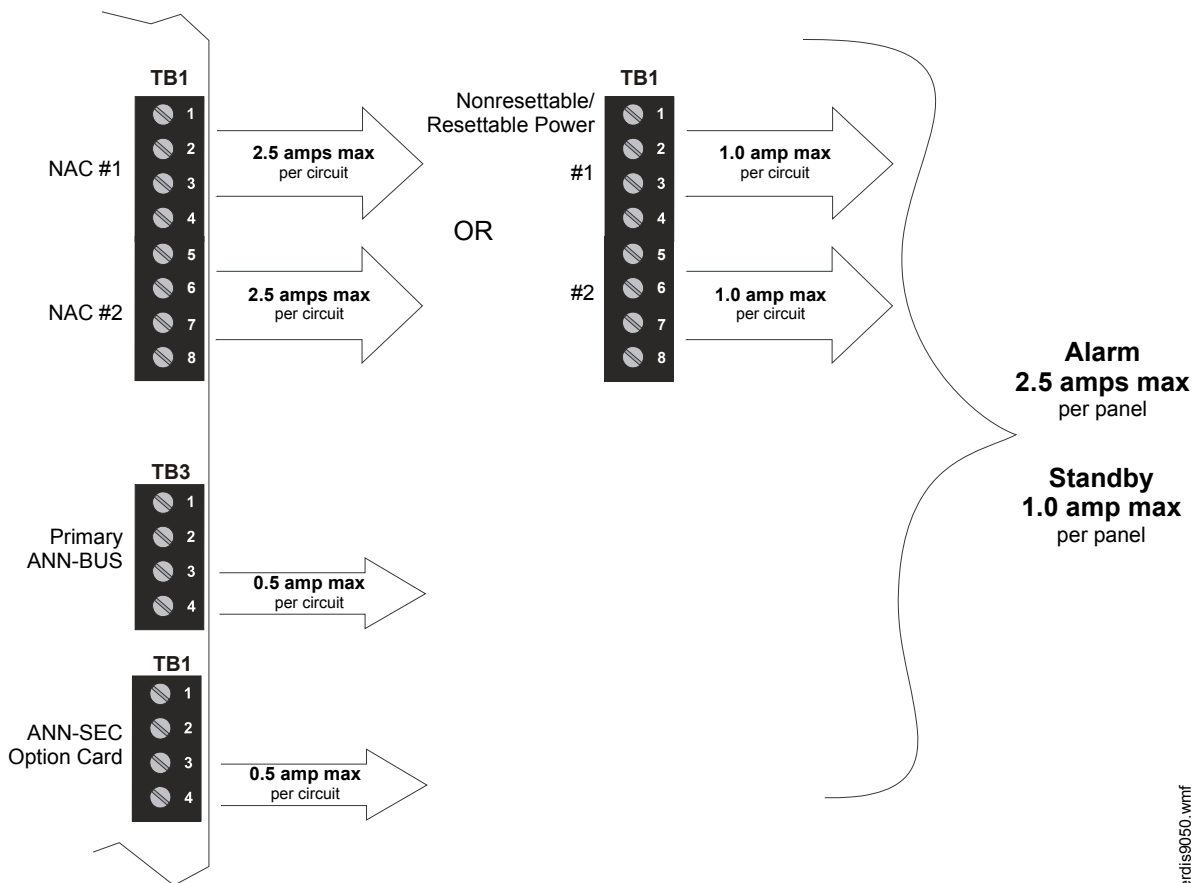 TB1
1
2
3
4
5
6
7
8
NAC #1
NAC #2
2.5 amps max
per circuit
2.5 amps max
per circuit
OR
Nonresettable/
Resettable Power
#1
#2
TB1
1
2
3
4
5
6
7
8
1.0 amp max
per circuit
1.0 amp max
per circuit
Alarm
2.5 amps max
per panel
Standby
1.0 amp max
per panel
TB3
1
2
3
4
Primary
ANN-BUS
0.5 amp max
per circuit
TB1
1
2
3
4
ANN-SEC
Option Card
0.5 amp max
per circuit